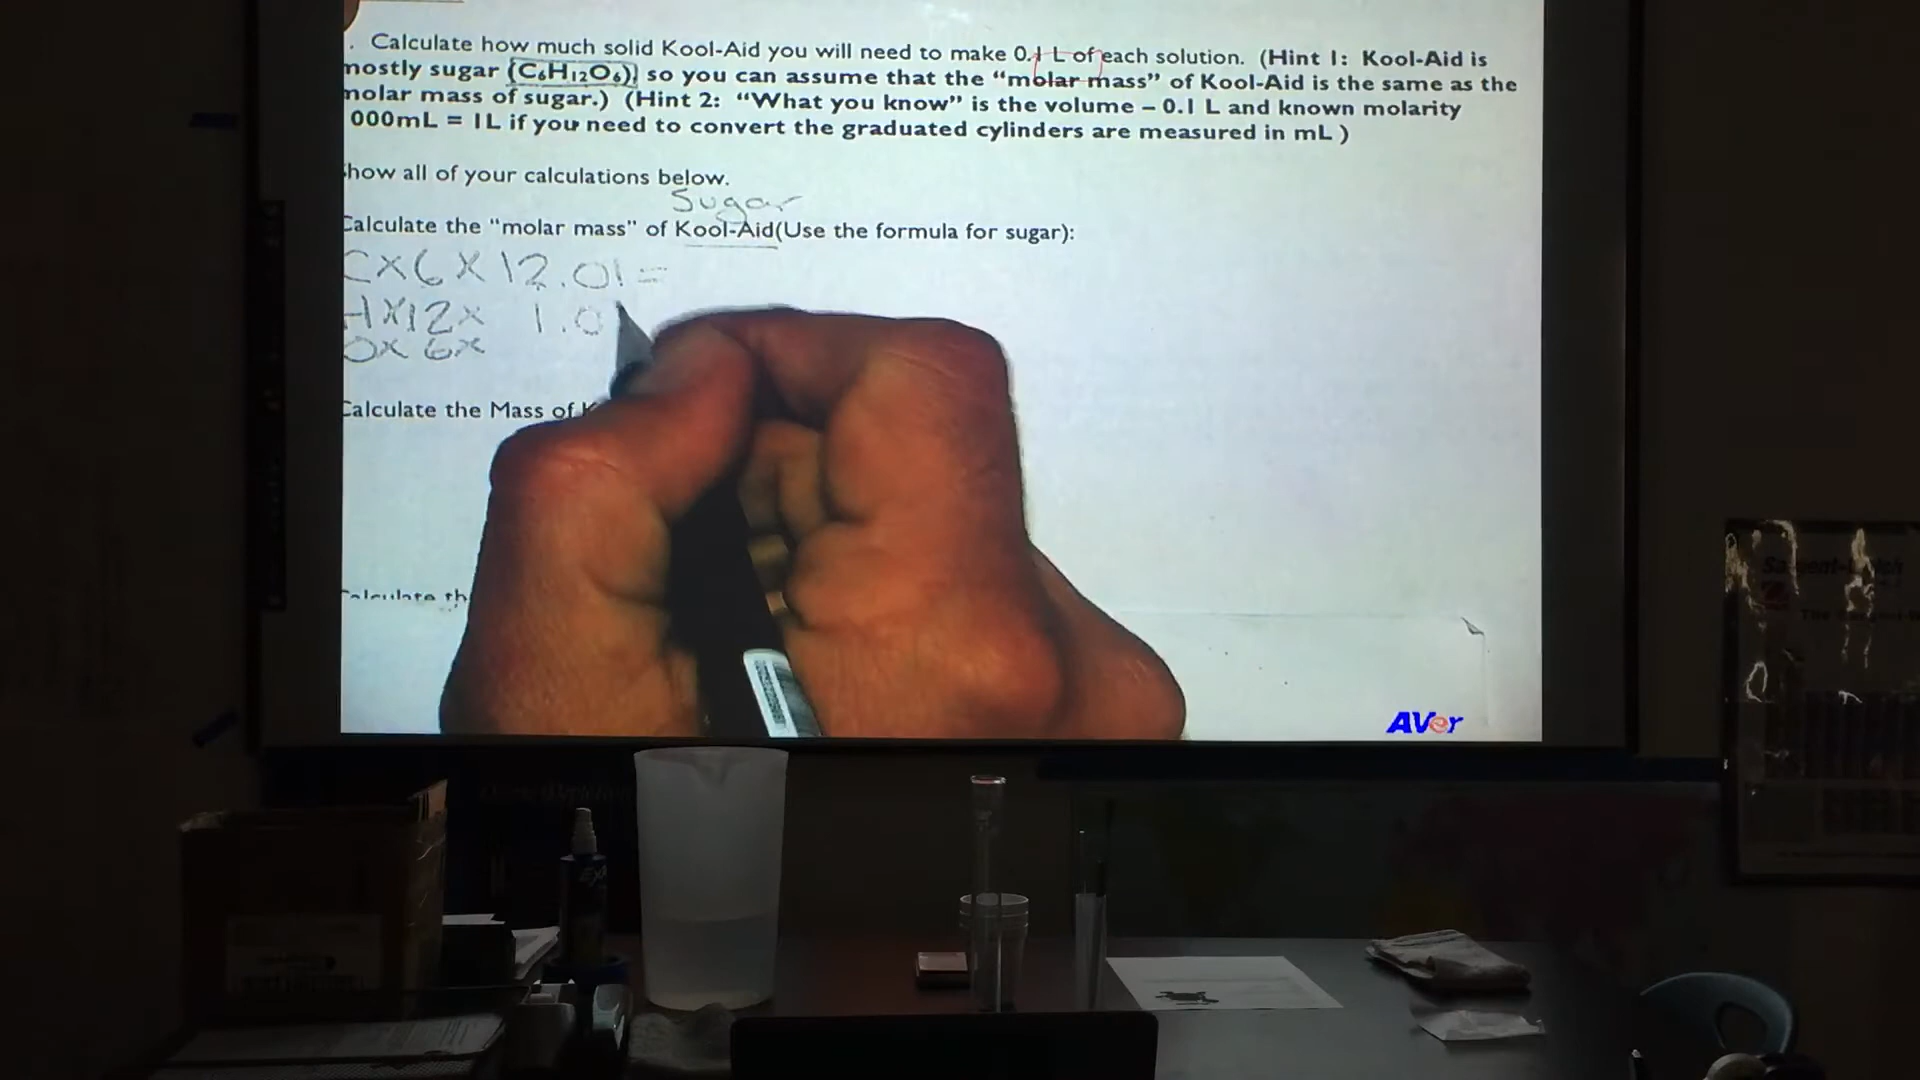 . Calculate how much solid Kool-Aid you will need to make 0.1 L of each solution. (Hint 1: Kool-Aid is
mostly sugar (C6H12O6), so you can assume that the “molar mass” of Kool-Aid is the same as the
molar mass of sugar.) (Hint 2: “What you know” is the volume – 0.1 L and known molarity
000mL = 1L if you need to convert the graduated cylinders are measured in mL )
how all of your calculations below.
Sugar
Calculate the “molar mass” of Kool-Aid(Use the formula for sugar):
C X 6 X 12.01 =
H X 12 x 1.0
O x 6 x
Calculate the Mass of K
Calculate th
AVer